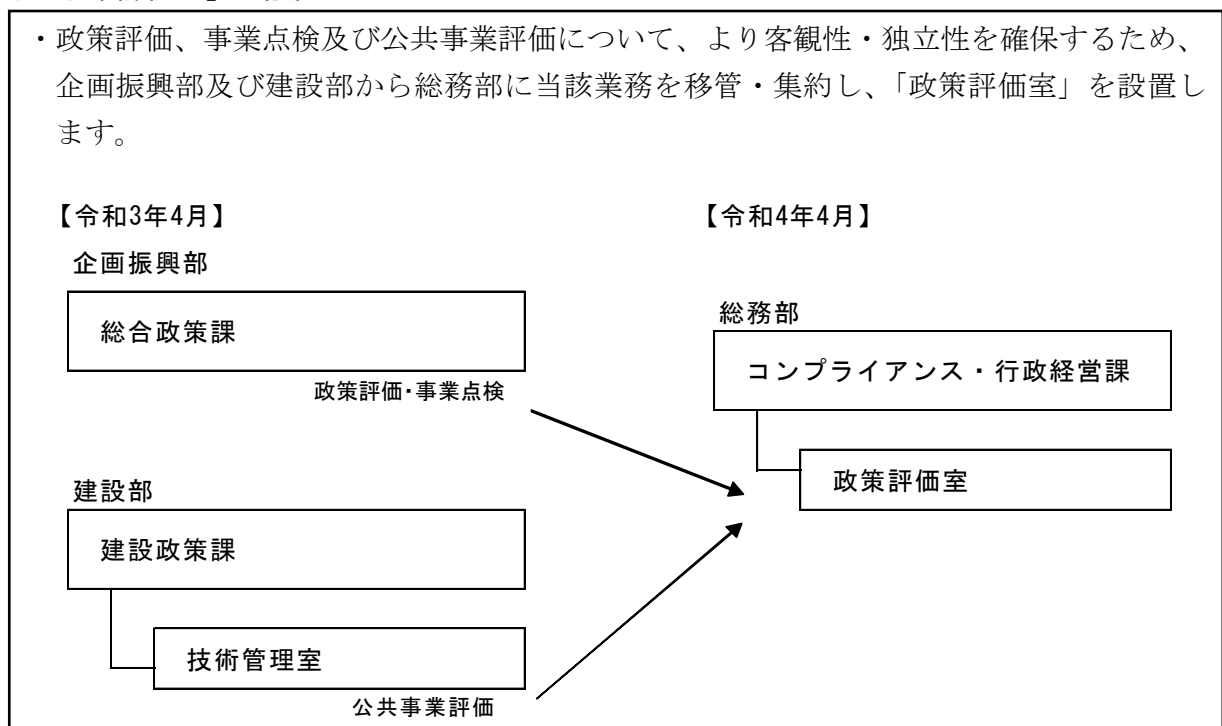 ・政策評価、事業点検及び公共事業評価について、より客観性・独立性を確保するため、
企画振興部及び建設部から総務部に当該業務を移管・集約し、「政策評価室」を設置し
ます。
【令和3年4月】
【令和4年4月】
企画振興部
総合政策課
政策評価・事業点検
総務部
コンプライアンス・行政経営課
政策評価室
建設部
建設政策課
技術管理室
公共事業評価